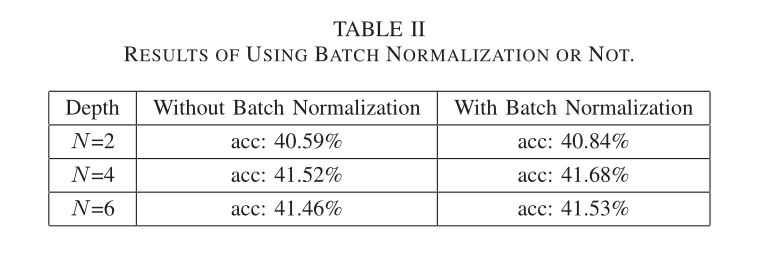 TABLE II
RESULTS OF USING BATCH NORMALIZATION OR NOT.
Depth Without Batch Normalization With Batch Normalization
N=2 acc: 40.59% acc: 40.84%
N=4 acc: 41.52% acc: 41.68%
N=6 acc: 41.46% acc: 41.53%